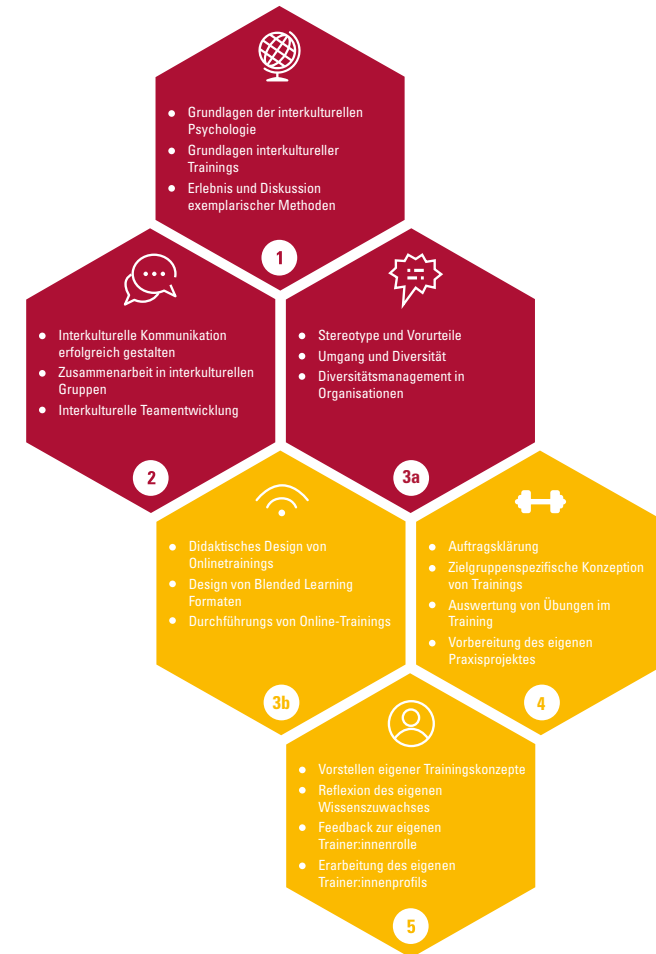 Grundlagen der interkulturellen
Psychologie
Grundlagen interkultureller
Trainings
Erlebnis und Diskussion
exemplarischer Methoden
1
Interkulturelle Kommunikation
erfolgreich gestalten
Zusammenarbeit in interkulturellen
Gruppen
Interkulturelle Teamentwicklung
2
Stereotype und Vorurteile
Umgang und Diversität
Diversitätsmanagement in
Organisationen
3a
Didaktisches Design von
Onlinetrainings
Design von Blended Learning
Formaten
Durchführungs von Online-Trainings
3b
Auftragsklärung
Zielgruppenspezifische Konzeption
von Trainings
Auswertung von Übungen im
Training
Vorbereitung des eigenen
Praxisprojektes
4
Vorstellen eigener Trainingskonzepte
Reflexion des eigenen
Wissenszuwachses
Feedback zur eigenen
Trainer:innenrolle
Erarbeitung des eigenen
Trainer:innenprofils
5